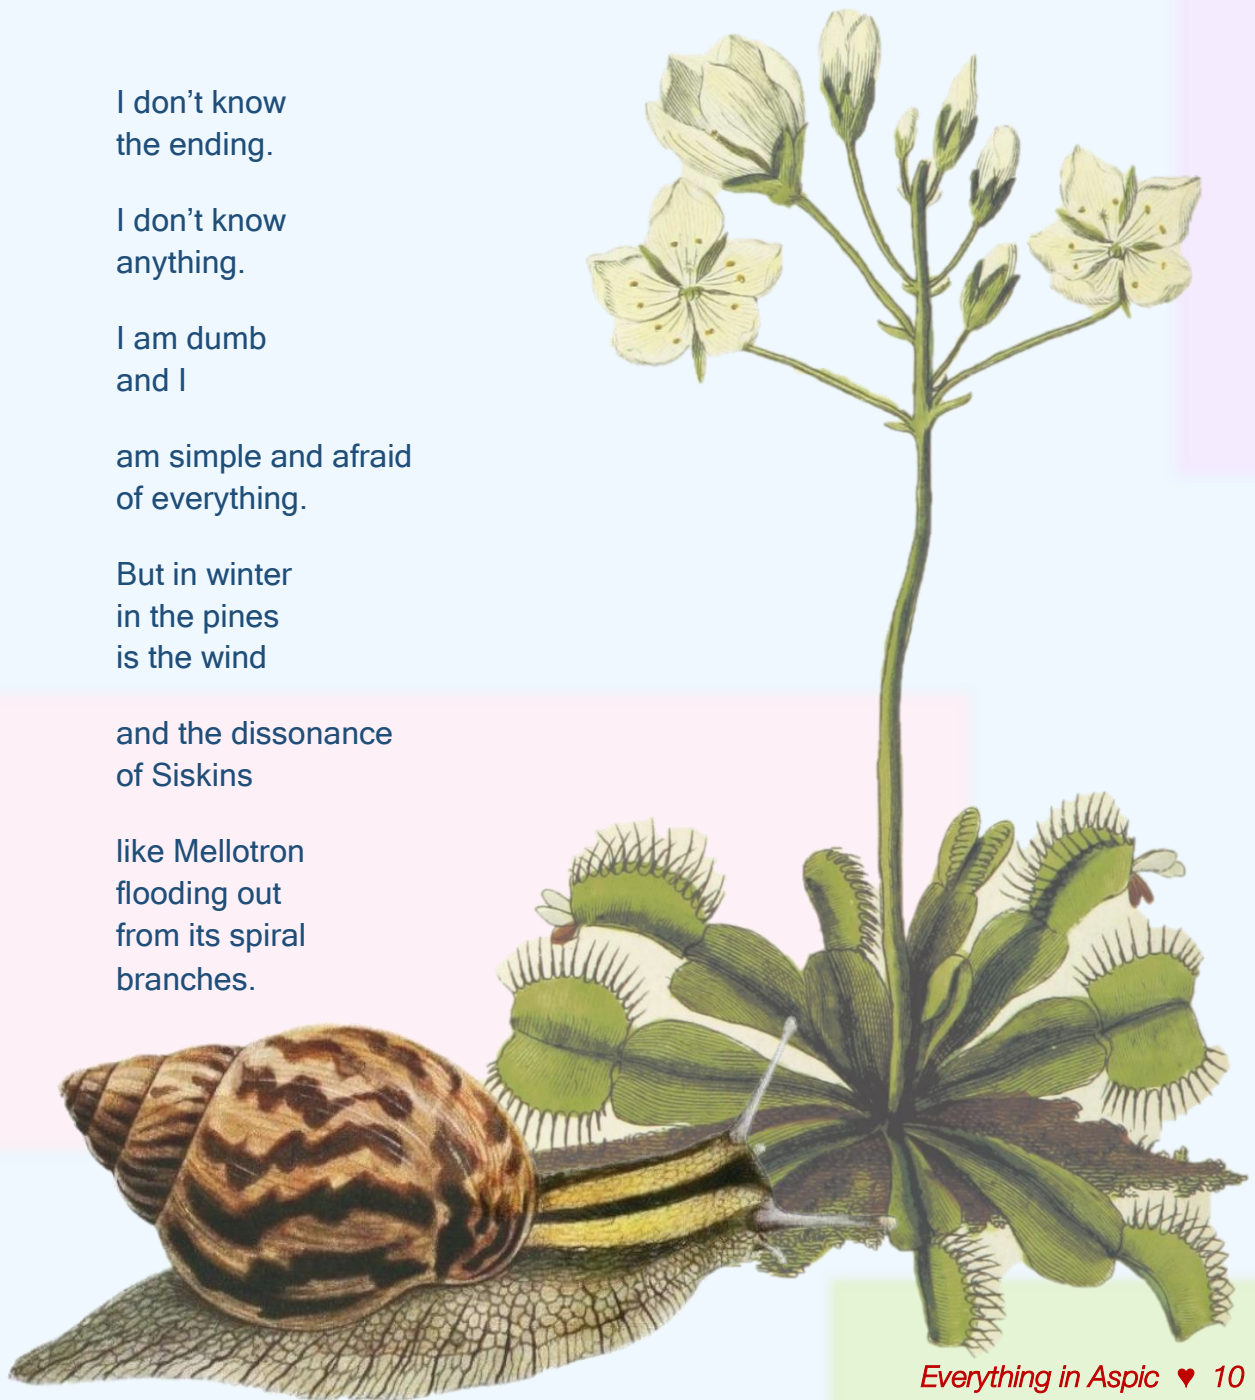 I don’t know
the ending.
I don’t know
anything.
I am dumb
and I
am simple and afraid
of everything.
But in winter
in the pines
is the wind
and the dissonance
of Siskins
like Mellotron
flooding out
from its spiral
branches.
Everything in Aspic ♥ 10